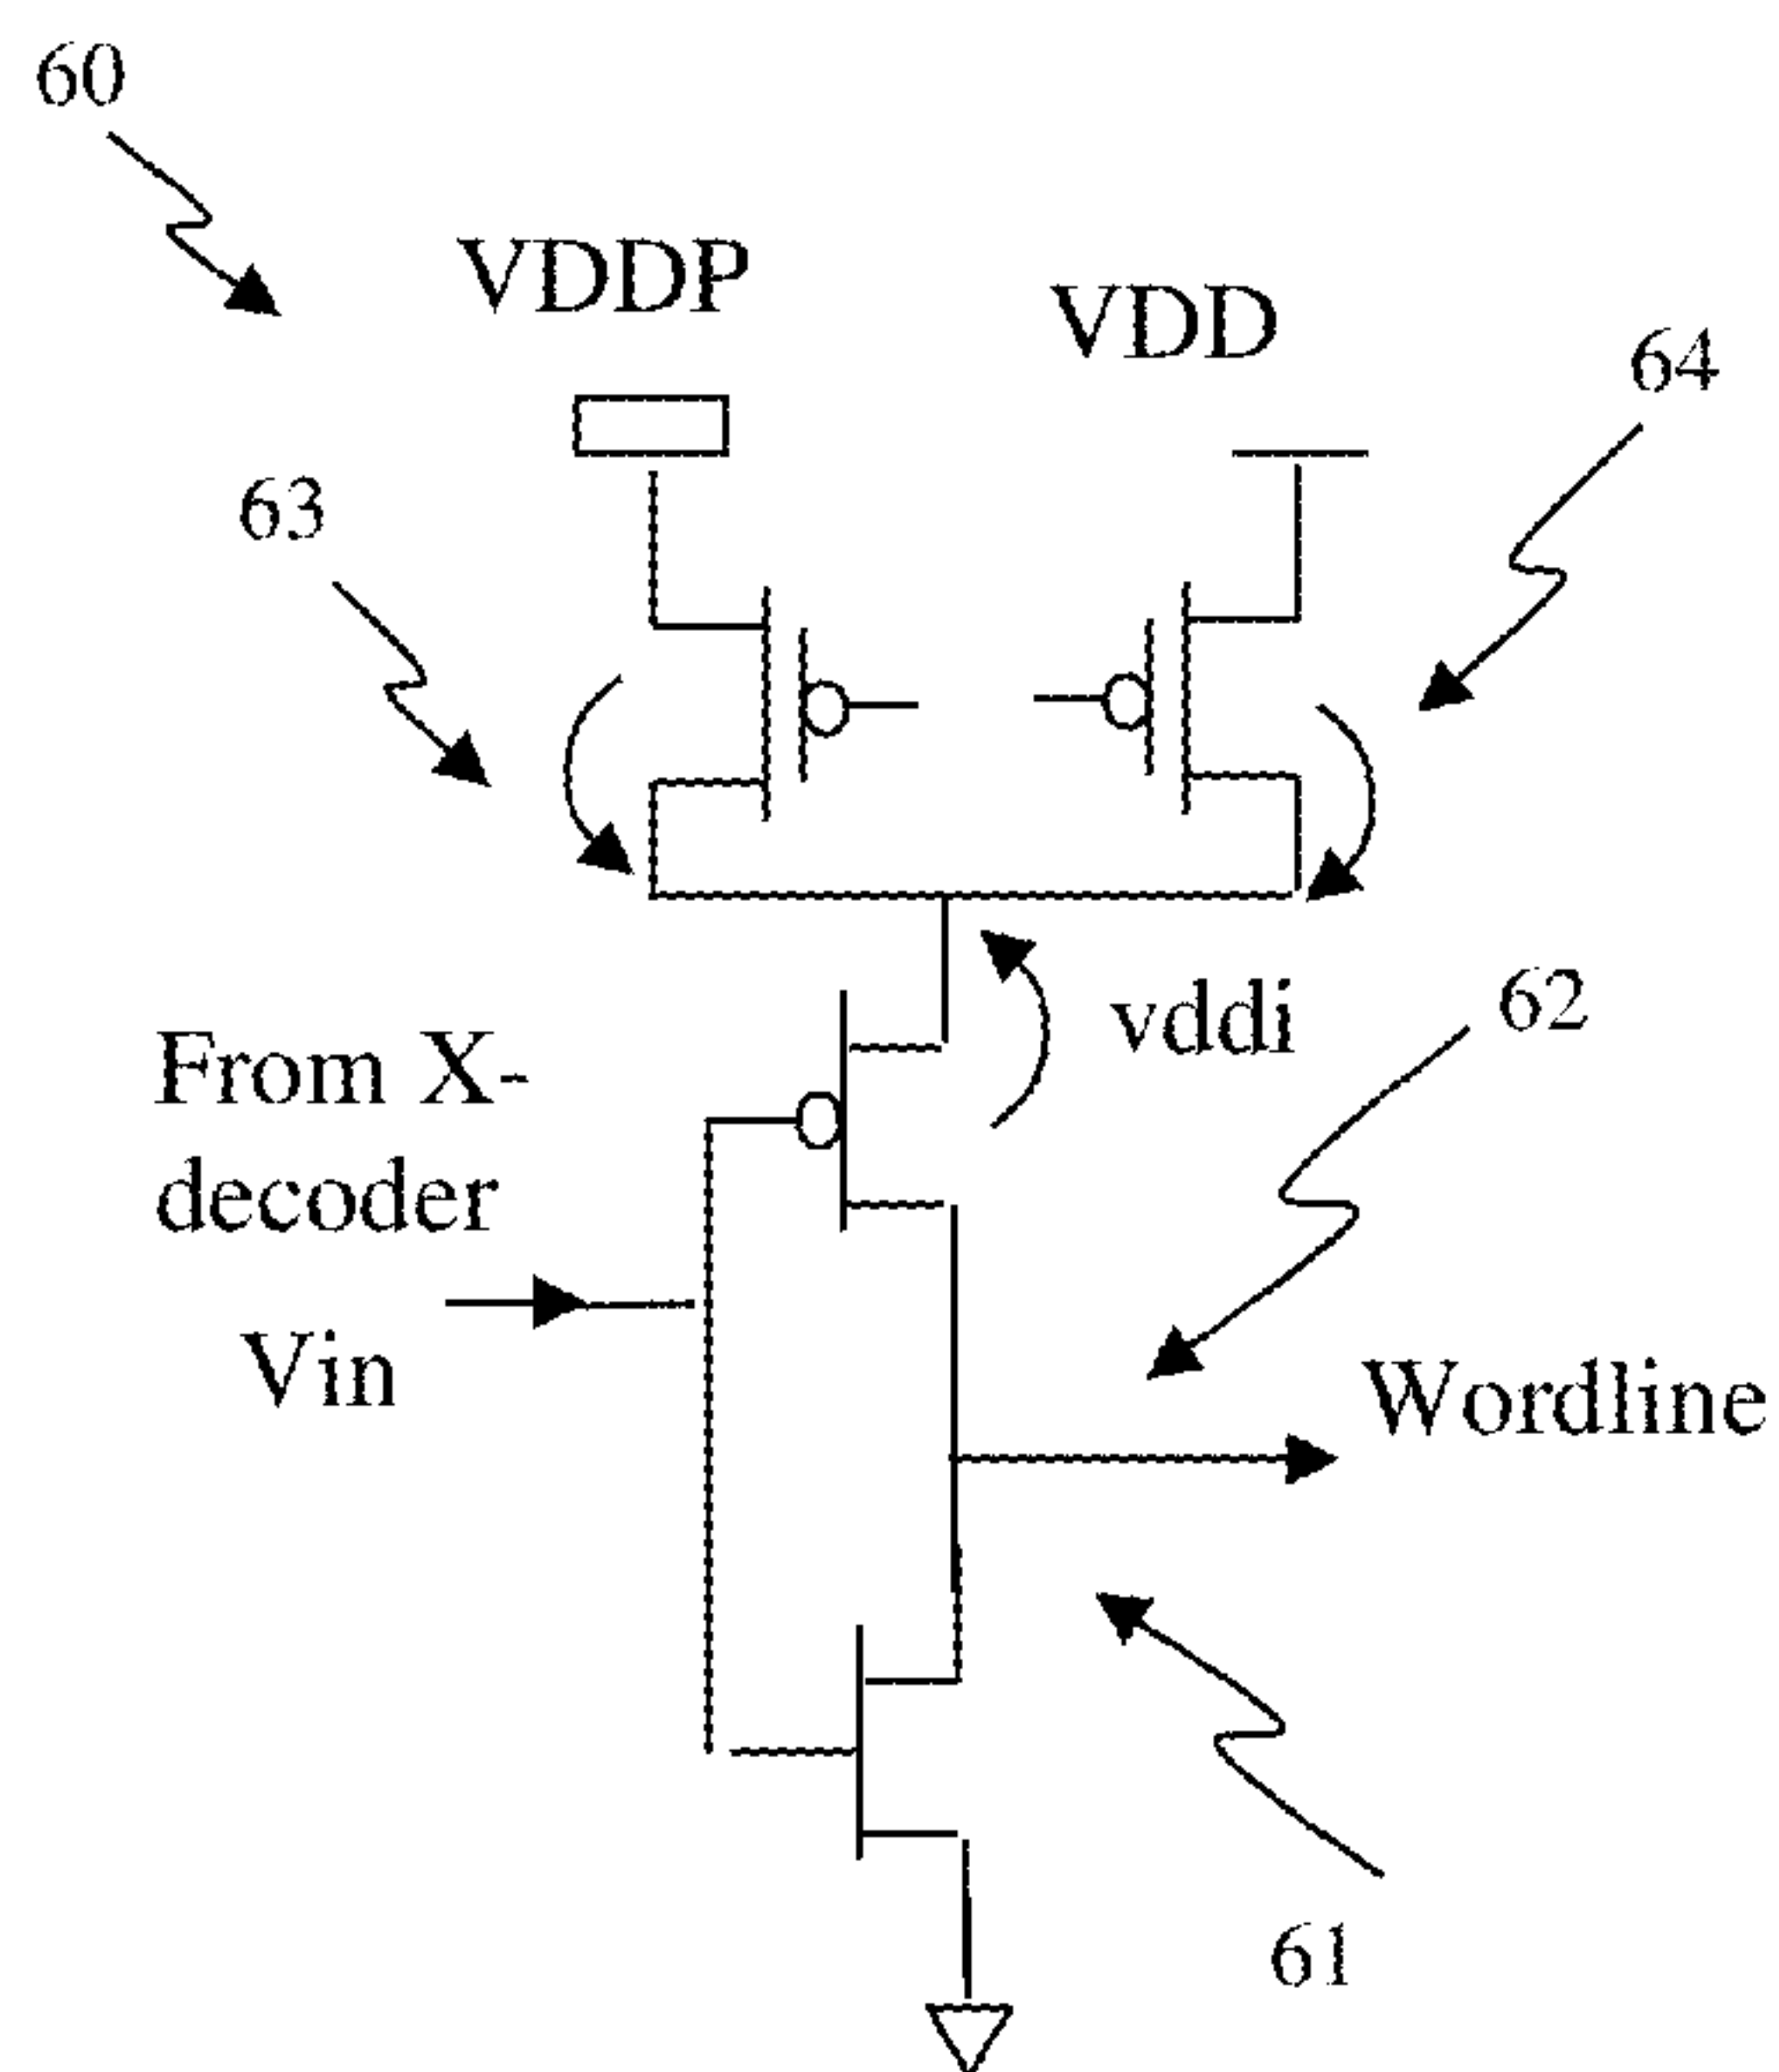 60
VDDP
VDD
64
63
vddi
62
From X-
decoder
Vin
Wordline
61